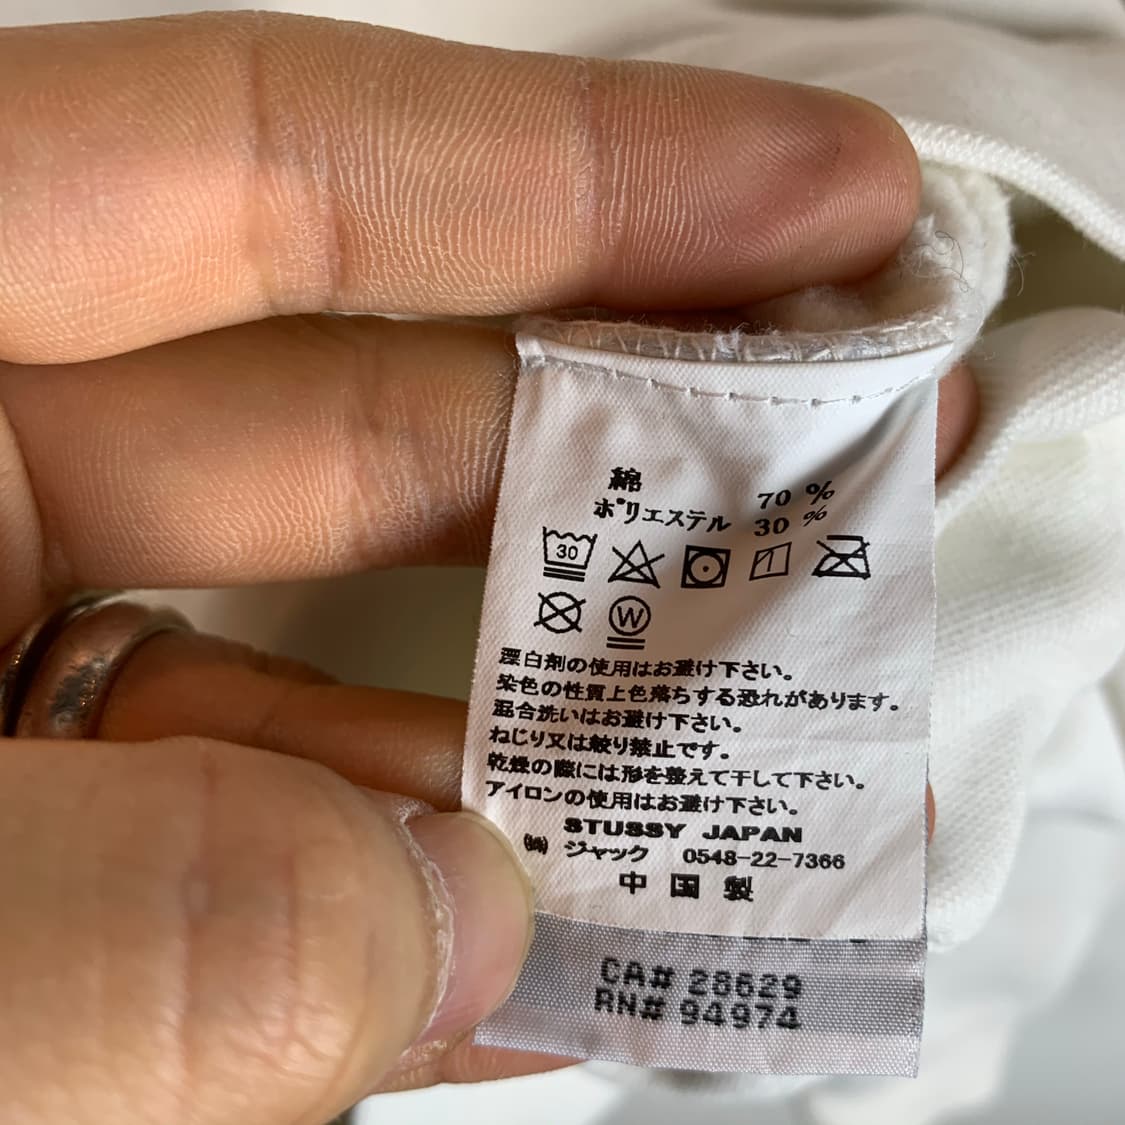 綿 70 %
ポリエステル 30 %
30
W
漂白剤の使用はお避け下さい。
染色の性質上色落ちする恐れがあります。
混合洗いはお避け下さい。
ねじり又は絞り禁止です。
乾燥の際には形を整えて干して下さい。
アイロンの使用はお避け下さい。
STUSSY JAPAN
㈱ ジャック 0548-22-7366
中国製
CA# 28629
RN# 94974